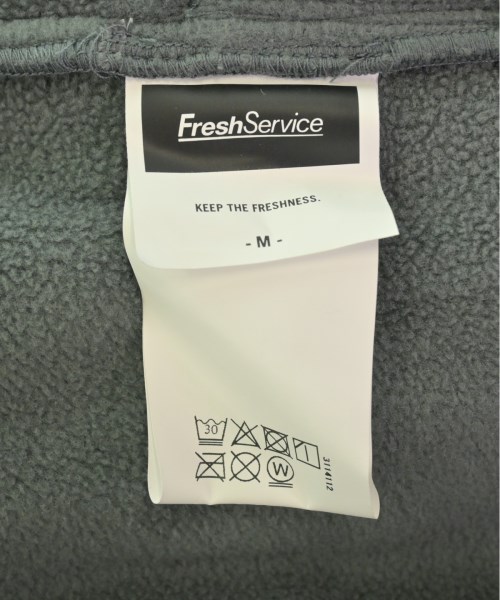 FreshService
KEEP THE FRESHNESS.
- M -
30
W
3114112